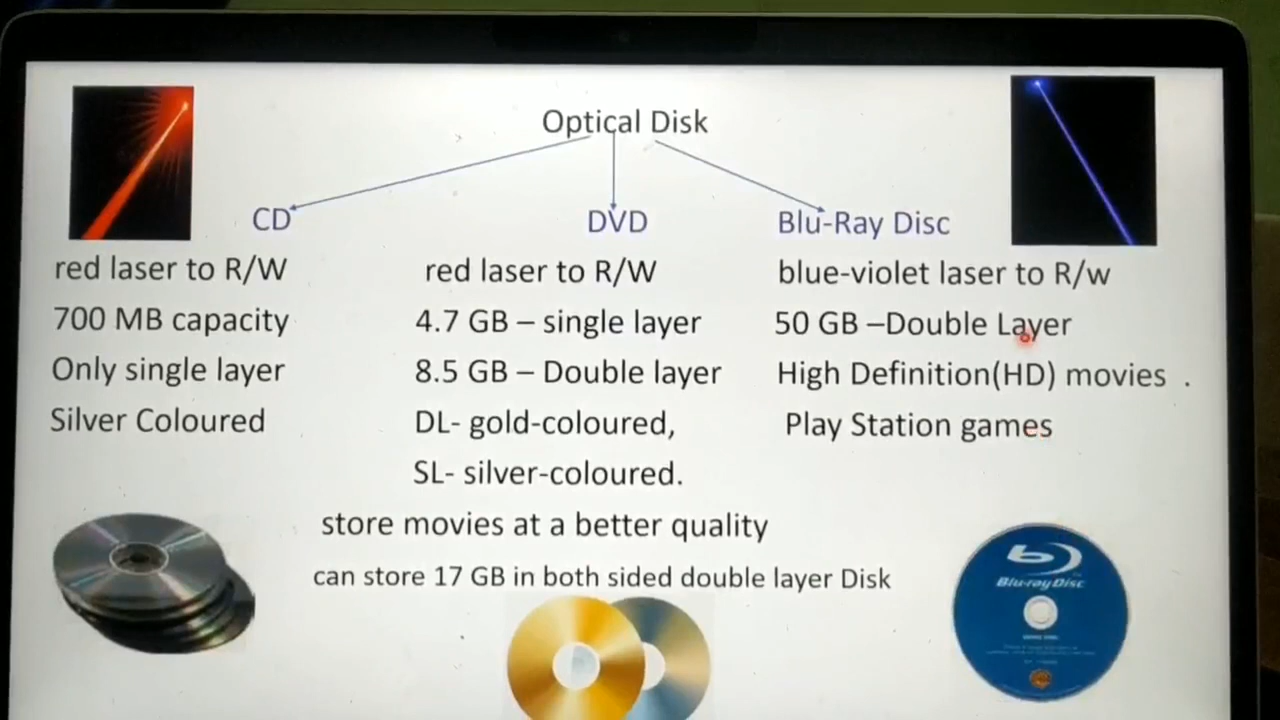 Optical Disk
CD
DVD
Blu-Ray Disc
red laser to R/W
700 MB capacity
Only single layer
Silver Coloured
red laser to R/W
4.7 GB – single layer
8.5 GB – Double layer
DL- gold-coloured,
SL- silver-coloured.
store movies at a better quality
can store 17 GB in both sided double layer Disk
blue-violet laser to R/w
50 GB –Double Layer
High Definition(HD) movies .
Play Station games
Blu-ray Disc